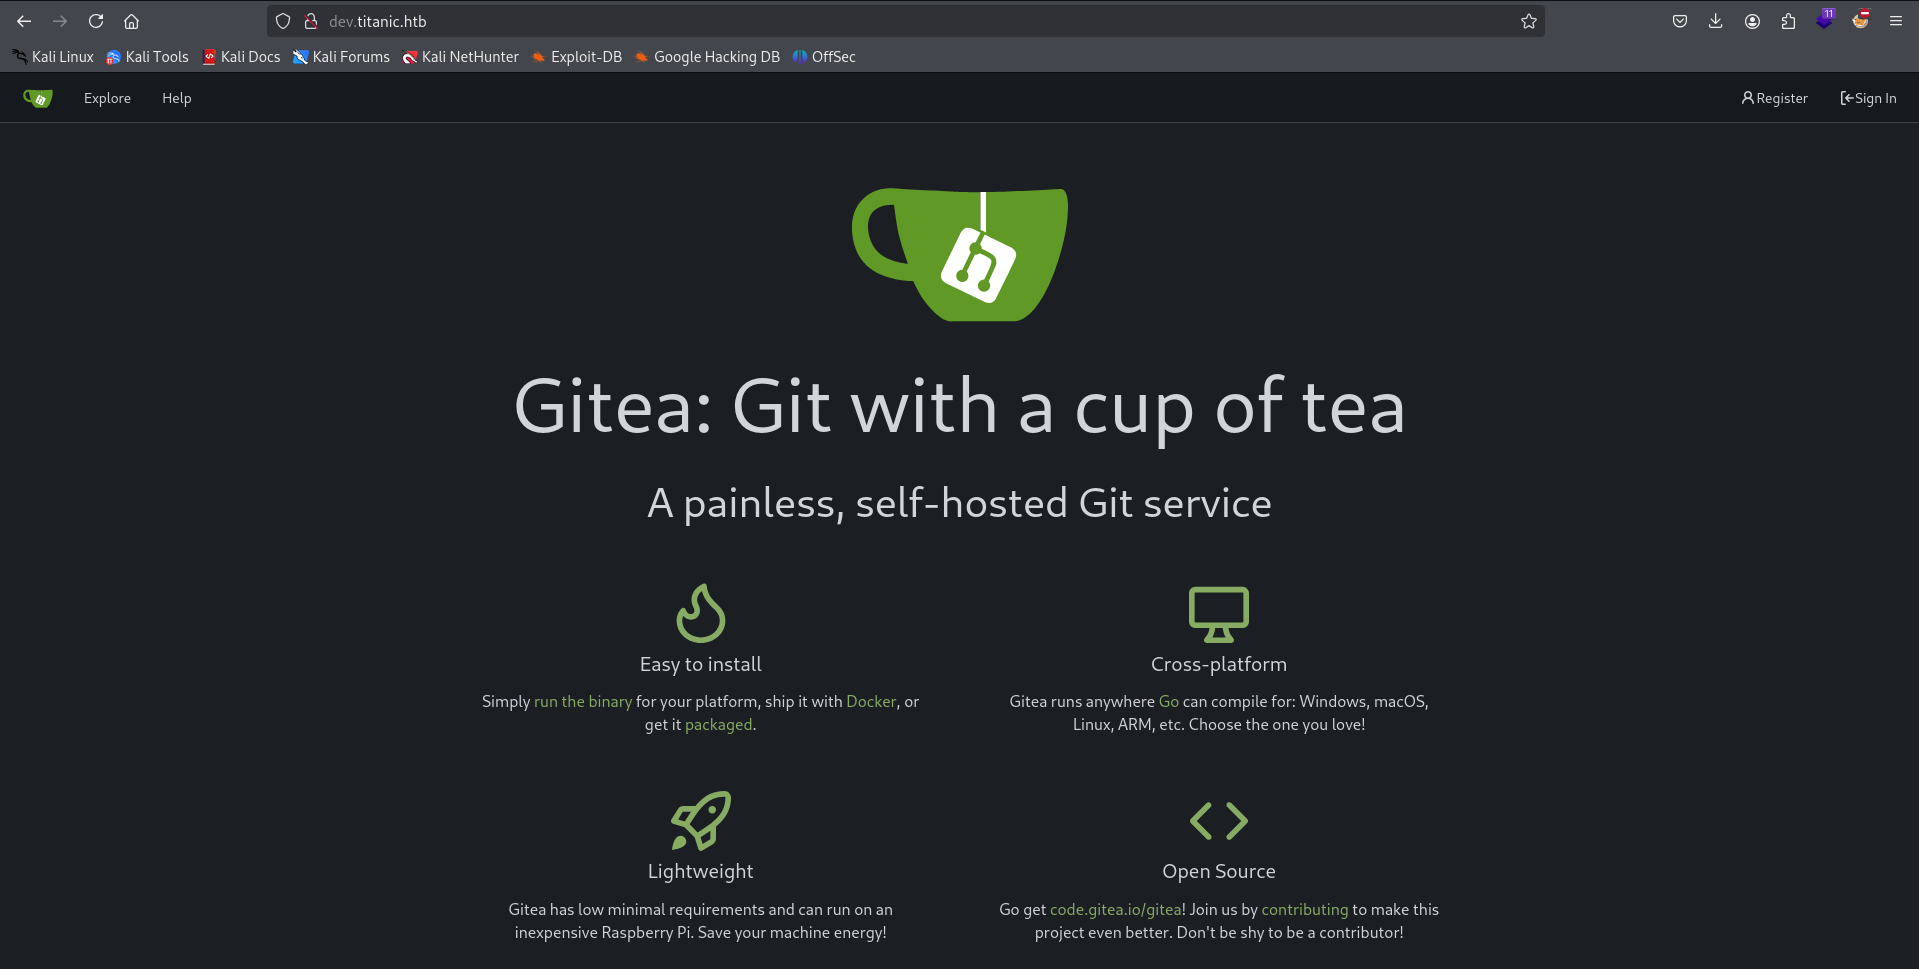 dev.titanic.htb
11
Kali Linux Kali Tools Kali Docs Kali Forums Kali NetHunter Exploit-DB Google Hacking DB OffSec
Explore Help Register Sign In
Gitea: Git with a cup of tea
A painless, self-hosted Git service
Easy to install
Simply run the binary for your platform, ship it with Docker, or
get it packaged.
Cross-platform
Gitea runs anywhere Go can compile for: Windows, macOS,
Linux, ARM, etc. Choose the one you love!
Lightweight
Gitea has low minimal requirements and can run on an
inexpensive Raspberry Pi. Save your machine energy!
Open Source
Go get code.gitea.io/gitea! Join us by contributing to make this
project even better. Don't be shy to be a contributor!